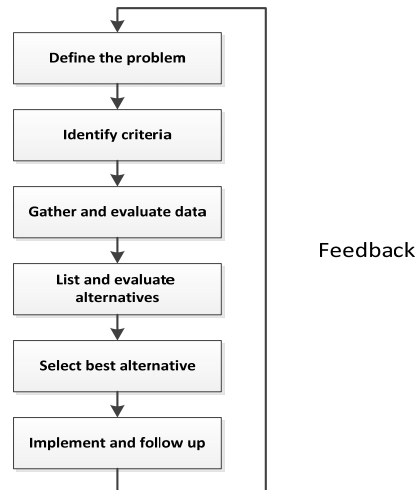 Define the problem
Identify criteria
Gather and evaluate data
Feedback
List and evaluate
alternatives
Select best alternative
Implement and follow up